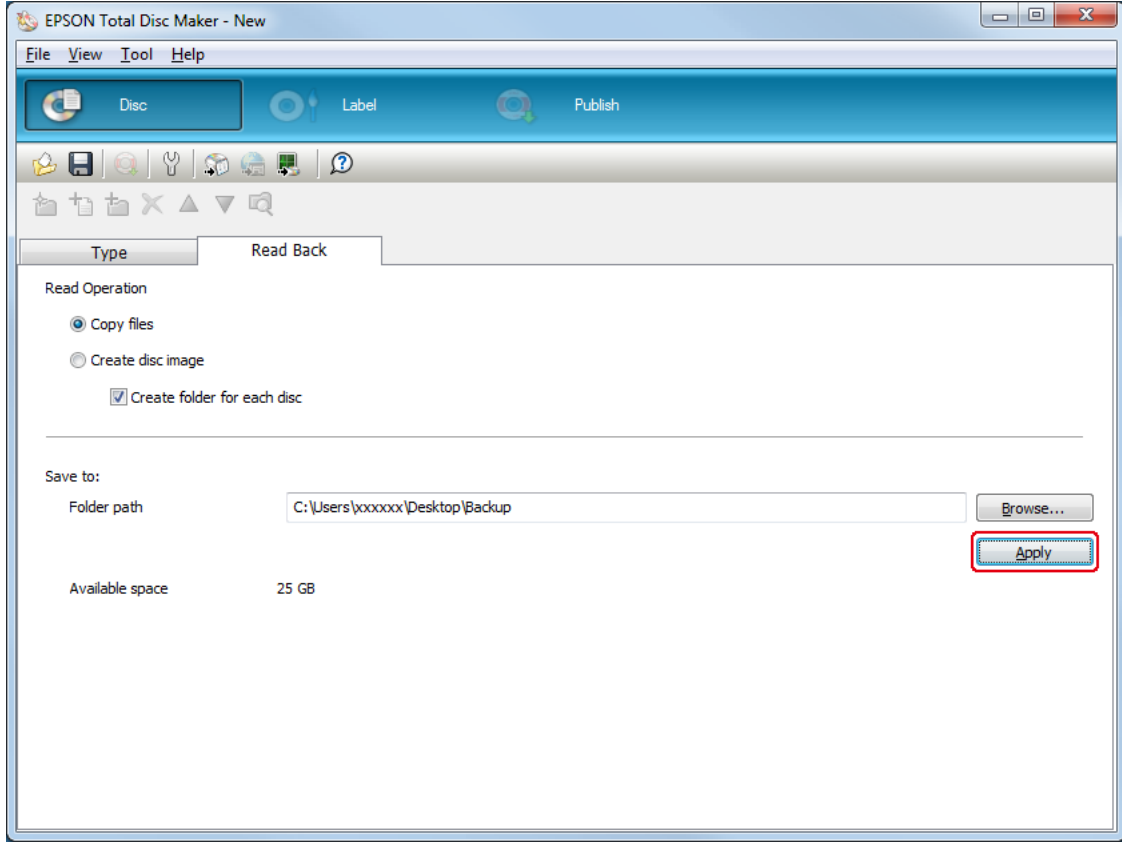 EPSON Total Disc Maker - New
File View Tool Help
Disc Label Publish
Type Read Back
Read Operation
Copy files
Create disc image
Create folder for each disc
Save to:
Folder path C:\Users\xxxxxx\Desktop\Backup Browse...
Apply
Available space 25 GB